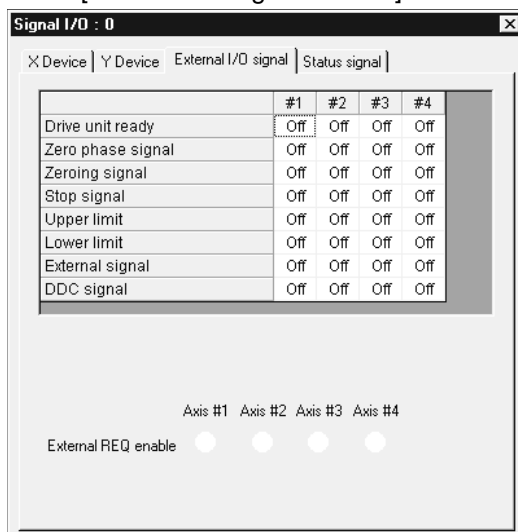 Signal I/O : 0 x
X Device Y Device External I/O signal Status signal
#1 #2 #3 #4
Drive unit ready Off Off Off Off
Zero phase signal Off Off Off Off
Zeroing signal Off Off Off Off
Stop signal Off Off Off Off
Upper limit Off Off Off Off
Lower limit Off Off Off Off
External signal Off Off Off Off
DDC signal Off Off Off Off
Axis #1 Axis #2 Axis #3 Axis #4
External REQ enable